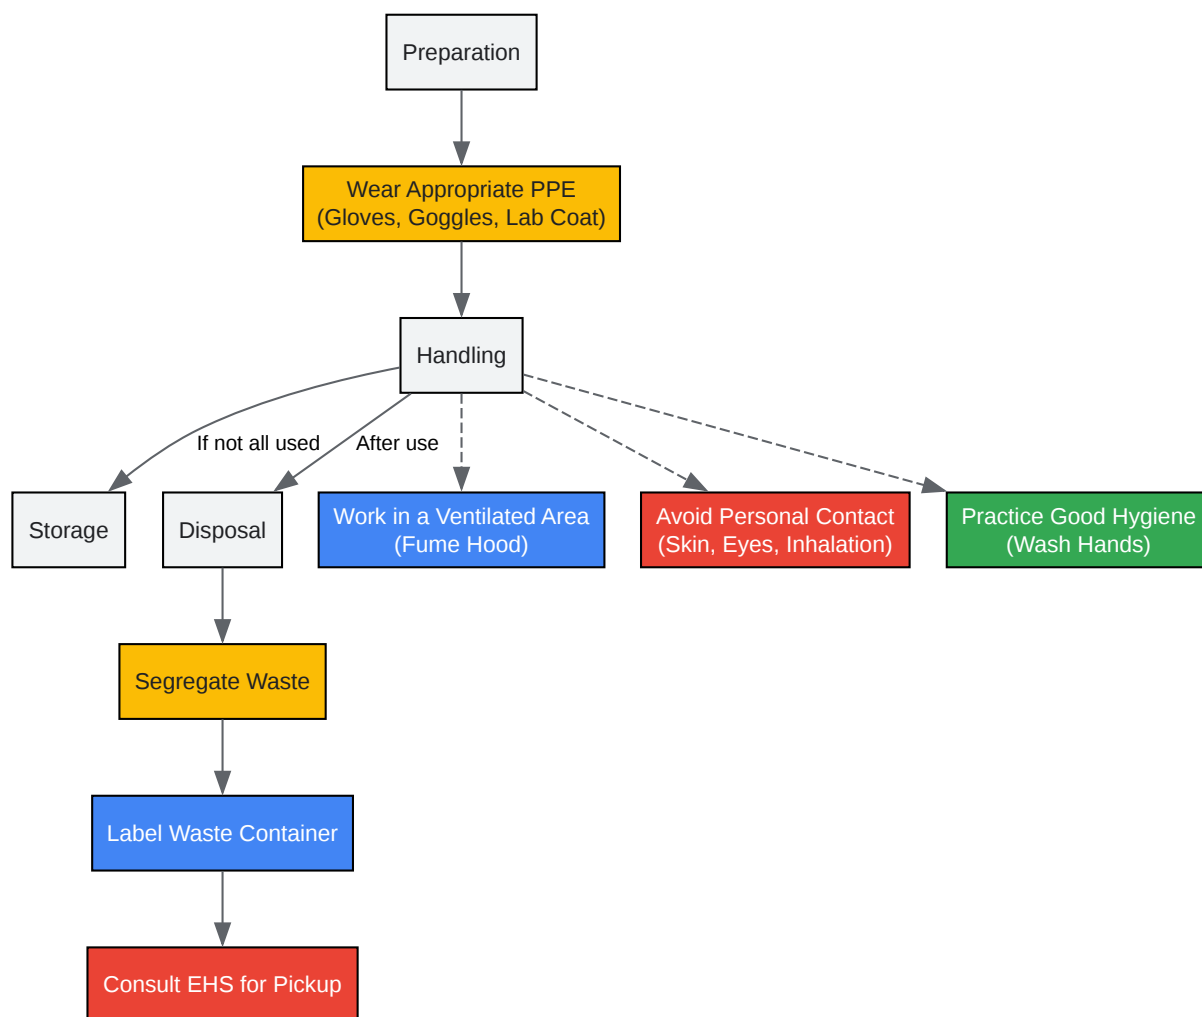 Preparation
Wear Appropriate PPE
(Gloves, Goggles, Lab Coat)
Handling
If not all used
After use
Storage
Disposal
Work in a Ventilated Area
(Fume Hood)
Avoid Personal Contact
(Skin, Eyes, Inhalation)
Practice Good Hygiene
(Wash Hands)
Segregate Waste
Label Waste Container
Consult EHS for Pickup